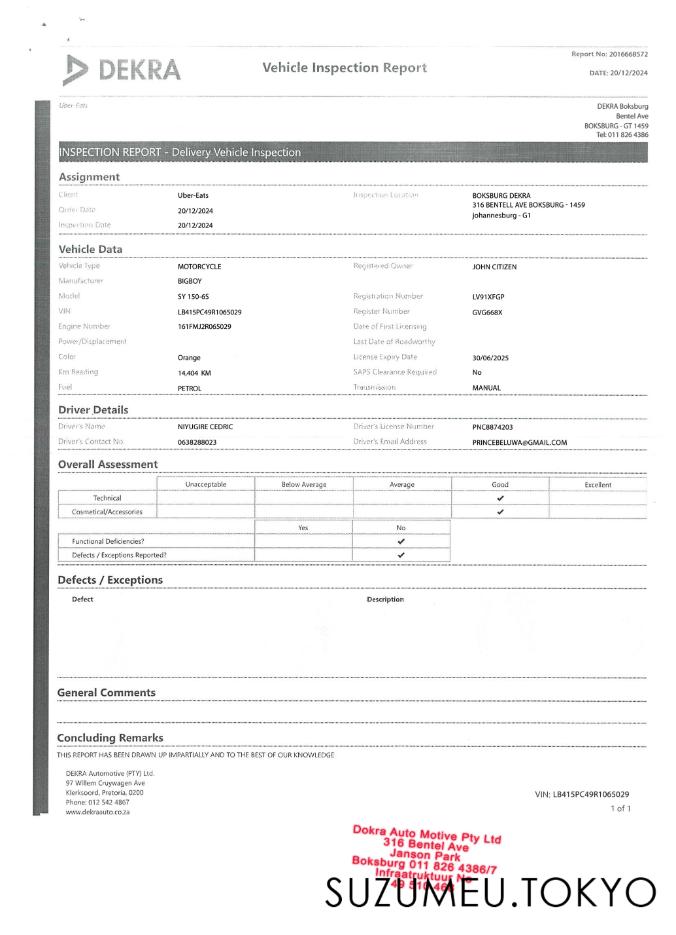 DEKRA
Vehicle Inspection Report
Report No: 2016668572
DATE: 20/12/2024
Uber-Eats
DEKRA Boksburg
Bentel Ave
BOKSBURG - GT 1459
Tel: 011 826 4386
INSPECTION REPORT - Delivery Vehicle Inspection
Assignment
Client Uber-Eats Inspection Location BOKSBURG DEKRA
316 BENTELL AVE BOKSBURG - 1459
Order Date 20/12/2024 johannesburg - G1
Inspection Date 20/12/2024
Vehicle Data
Vehicle Type MOTORCYCLE Registered Owner JOHN CITIZEN
Manufacturer BIGBOY
Model SY 150-6S Registration Number LV91XFGP
VIN LB415PC49R1065029 Register Number GVG668X
Engine Number 161FMJ2R065029 Date of First Licensing
Power/Displacement Last Date of Roadworthy
Color Orange License Expiry Date 30/06/2025
Km Reading 14,404 KM SAPS Clearance Required No
Fuel PETROL Transmission MANUAL
Driver Details
Driver's Name NIYUGIRE CEDRIC Driver's License Number PNC8874203
Driver's Contact No. 0638288023 Driver's Email Address PRINCEBELUWA@GMAIL.COM
Overall Assessment
Unacceptable Below Average Average Good Excellent
Technical ✓
Cosmetical/Accessories ✓
Yes No
Functional Deficiencies? ✓
Defects / Exceptions Reported? ✓
Defects / Exceptions
Defect Description
General Comments
Concluding Remarks
THIS REPORT HAS BEEN DRAWN UP IMPARTIALLY AND TO THE BEST OF OUR KNOWLEDGE
DEKRA Automotive (PTY) Ltd.
97 Willem Cruywagen Ave
Klerksoord, Pretoria, 0200
Phone: 012 542 4867
www.dekraauto.co.za
VIN: LB415PC49R1065029
1 of 1
Dokra Auto Motive Pty Ltd
316 Bentel Ave
Janson Park
Boksburg 011 826 4386/7
Infraatruktuur
SUZUMEU.TOKYO